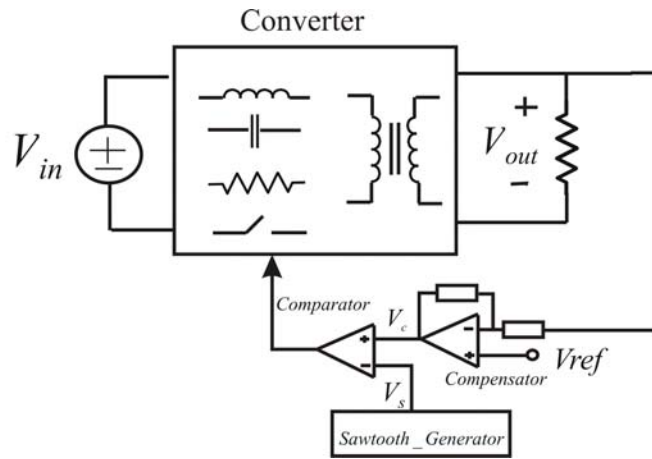 Converter
V_in
+
V_out
-
Comparator
V_c
V_s
Compensator
Vref
Sawtooth_Generator